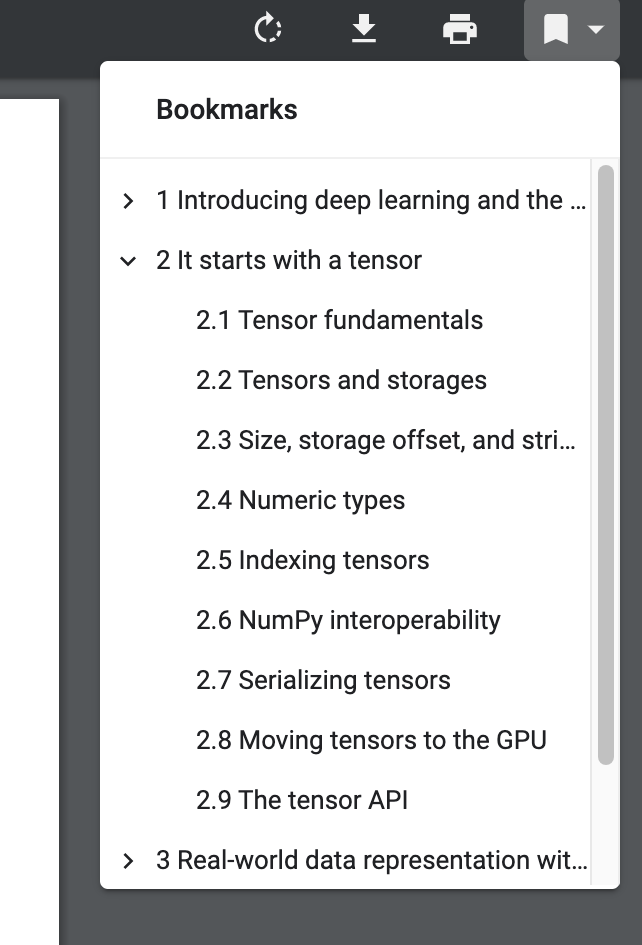 Bookmarks
1 Introducing deep learning and the ...
2 It starts with a tensor
2.1 Tensor fundamentals
2.2 Tensors and storages
2.3 Size, storage offset, and stri...
2.4 Numeric types
2.5 Indexing tensors
2.6 NumPy interoperability
2.7 Serializing tensors
2.8 Moving tensors to the GPU
2.9 The tensor API
3 Real-world data representation wit...